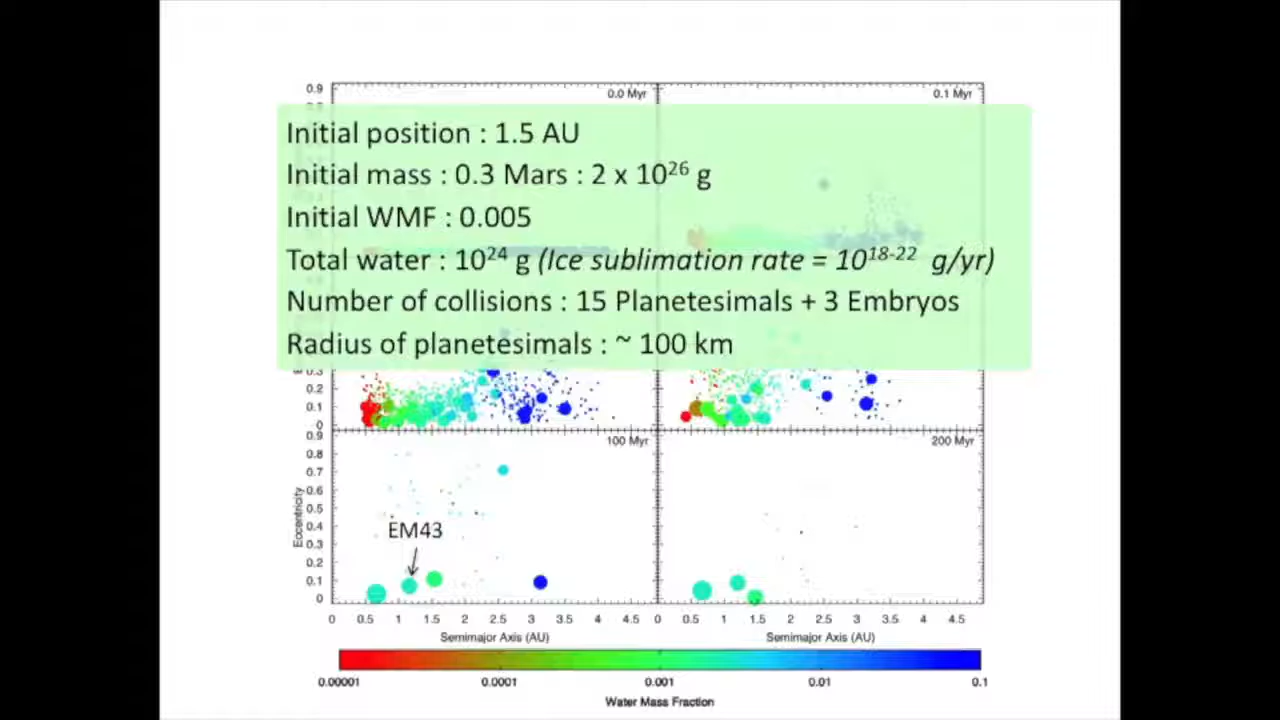 0.9
0.0 Myr
0.1 Myr
0.8
Initial position : 1.5 AU
Initial mass : 0.3 Mars : 2 x 10²⁶ g
Initial WMF : 0.005
Total water : 10²⁴ g (Ice sublimation rate = 10¹⁸⁻²² g/yr)
Number of collisions : 15 Planetesimals + 3 Embryos
Radius of planetesimals : ~ 100 km
0.3
0.2
0.1
0
0.9
100 Myr
200 Myr
0.8
0.7
0.6
0.5
0.4
0.3
0.2
0.1
0
Eccentricity
EM43
0 0.5 1 1.5 2 2.5 3 3.5 4 4.5 0 0.5 1 1.5 2 2.5 3 3.5 4 4.5
Semimajor Axis (AU) Semimajor Axis (AU)
0.00001 0.0001 0.001 0.01 0.1
Water Mass Fraction